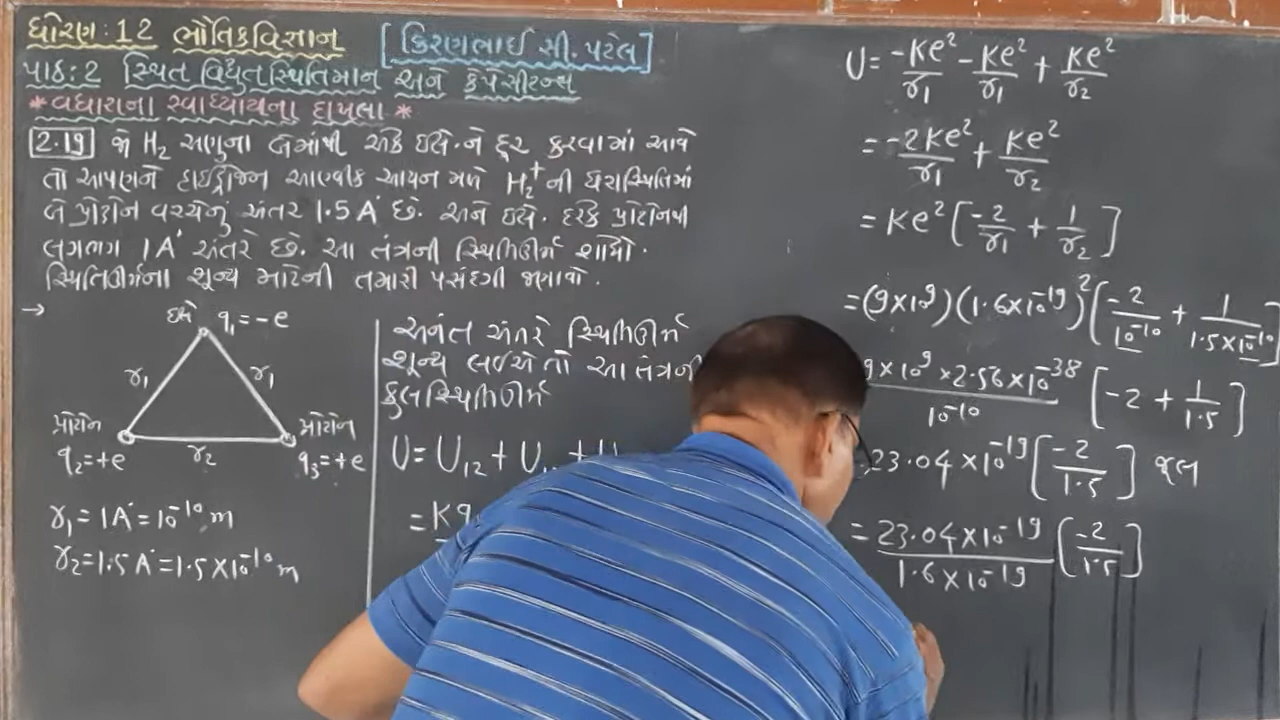 ધોરણ : 12 ભૌતિકવિજ્ઞાન [કિરણભાઈ સી. પટેલ]
પાઠ : 2 સ્થિત વિદ્યુતસ્થિતિમાન અને કેપેસીટન્સ
* વધારાના સ્વાધ્યાયના દાખલા *
2.19 જો H₂ અણુના બેમાંથી એક ઇલે. ને દૂર કરવામાં આવે
તો આપણને હાઈડ્રોજન આણ્વીક આયન મળે H₂⁺ ની ધરાસ્થિતિમાં
બે પ્રોટોન વચ્ચેનું અંતર 1.5 A° છે. અને ઇલે. દરેક પ્રોટોનથી
લગભગ 1A° અંતરે છે. આ તંત્રની સ્થિતિઊર્જા શોધો.
સ્થિતિઊર્જાના શૂન્ય માટેની તમારી પસંદગી જણાવો.
→
ઇલે q₁ = -e
r₁ r₁
પ્રોટોન પ્રોટોન
q₂ = +e r₂ q₃ = +e
r₁ = 1A° = 10⁻¹⁰ m
r₂ = 1.5 A° = 1.5 × 10⁻¹⁰ m
અનંત અંતરે સ્થિતિઊર્જા
શૂન્ય લઈએ તો આ તંત્રની
કુલ સ્થિતિઊર્જા
U = U₁₂ + U
= Kq
U = -Ke²/r₁ - Ke²/r₁ + Ke²/r₂
= -2Ke²/r₁ + Ke²/r₂
= Ke² [-2/r₁ + 1/r₂]
= (9×10⁹) (1.6×10⁻¹⁹)² [-2/10⁻¹⁰ + 1/1.5×10⁻¹⁰]
9×10⁹ × 2.56×10⁻³⁸/10⁻¹⁰ [-2 + 1/1.5]
23.04×10⁻¹⁹ [-2/1.5] જૂલ
= 23.04×10⁻¹⁹/1.6×10⁻¹⁹ [-2/1.5]